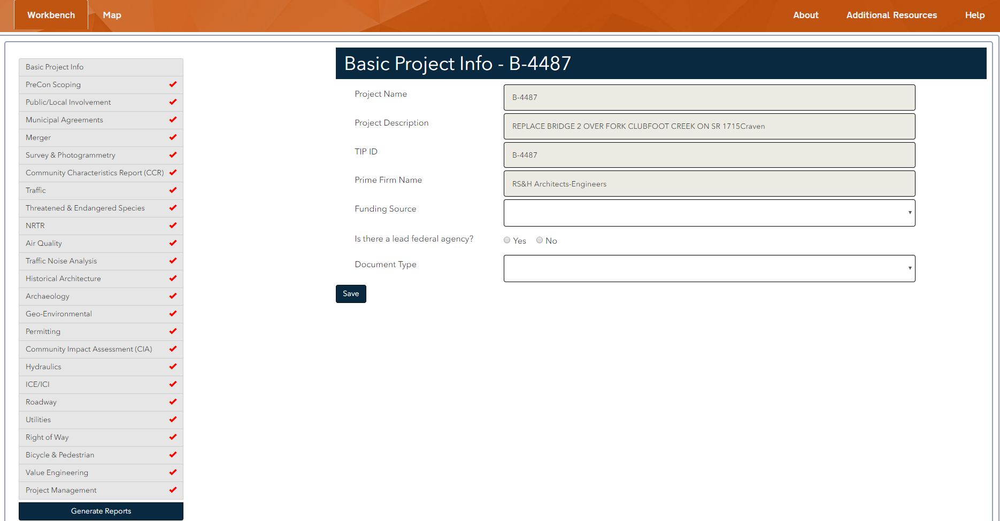 Workbench
Map
About
Additional Resources
Help
Basic Project Info
PreCon Scoping
Public/Local Involvement
Municipal Agreements
Merger
Survey & Photogrammetry
Community Characteristics Report (CCR)
Traffic
Threatened & Endangered Species
NRTR
Air Quality
Traffic Noise Analysis
Historical Architecture
Archaeology
Geo-Environmental
Permitting
Community Impact Assessment (CIA)
Hydraulics
ICE/ICI
Roadway
Utilities
Right of Way
Bicycle & Pedestrian
Value Engineering
Project Management
Generate Reports
Basic Project Info - B-4487
Project Name
B-4487
Project Description
REPLACE BRIDGE 2 OVER FORK CLUBFOOT CREEK ON SR 1715Craven
TIP ID
B-4487
Prime Firm Name
RS&H Architects-Engineers
Funding Source
Is there a lead federal agency?
Yes
No
Document Type
Save